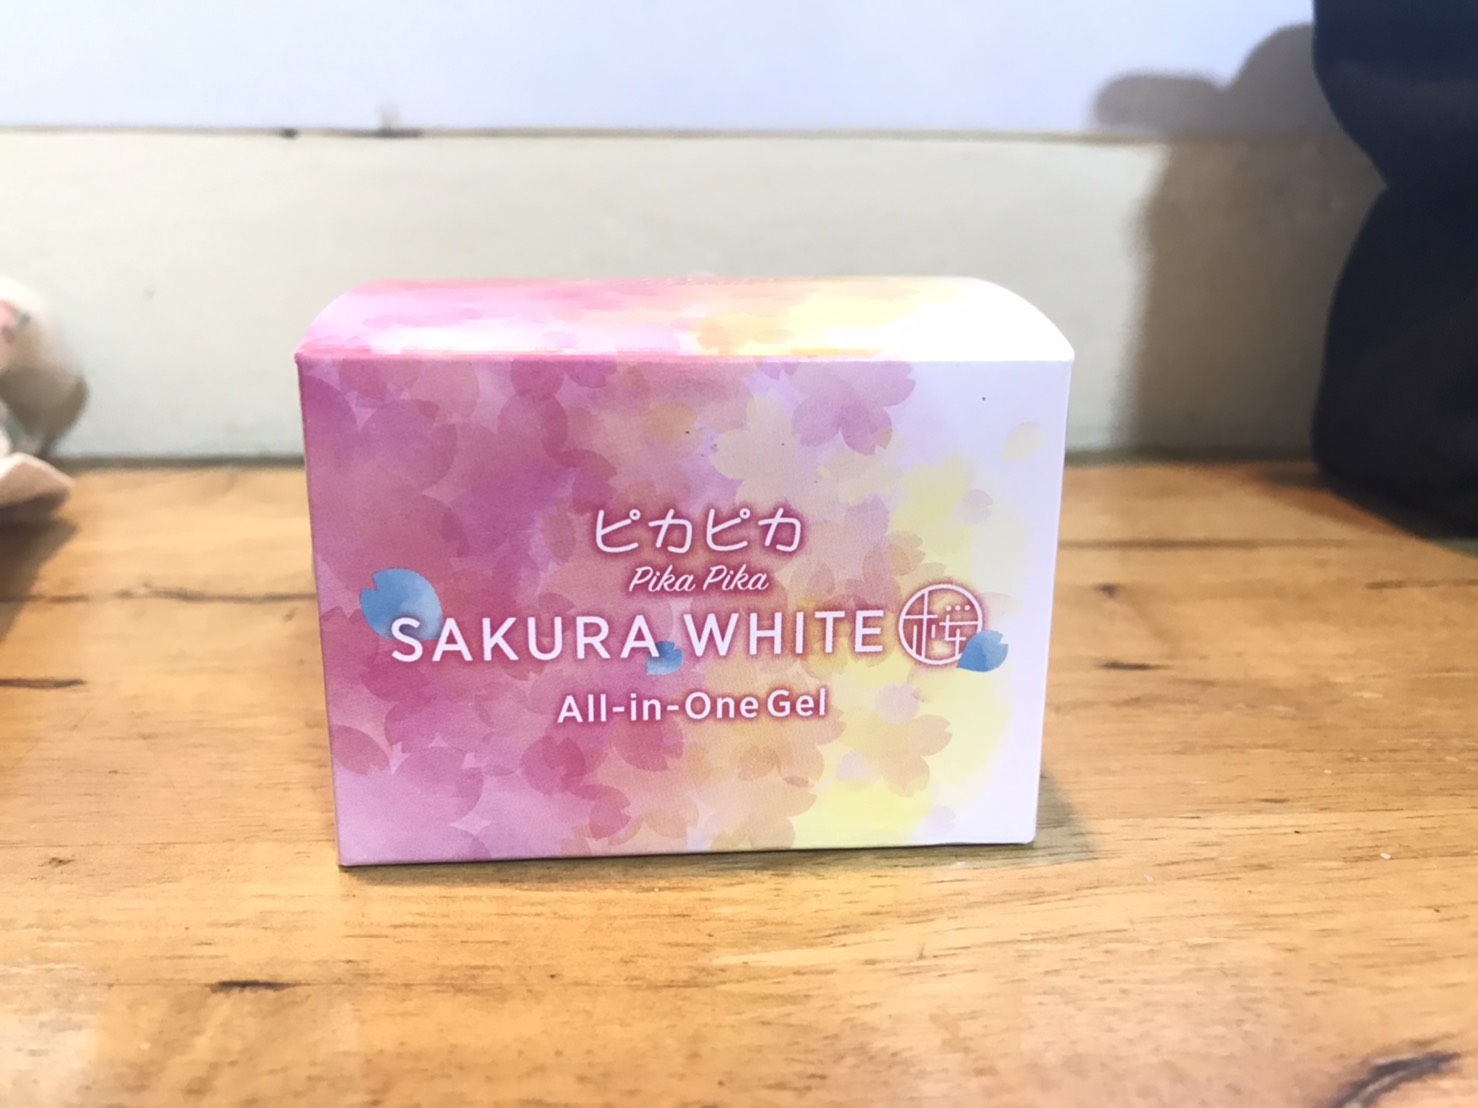 ピカピカ
Pika Pika
SAKURA WHITE 桜
All-in-One Gel